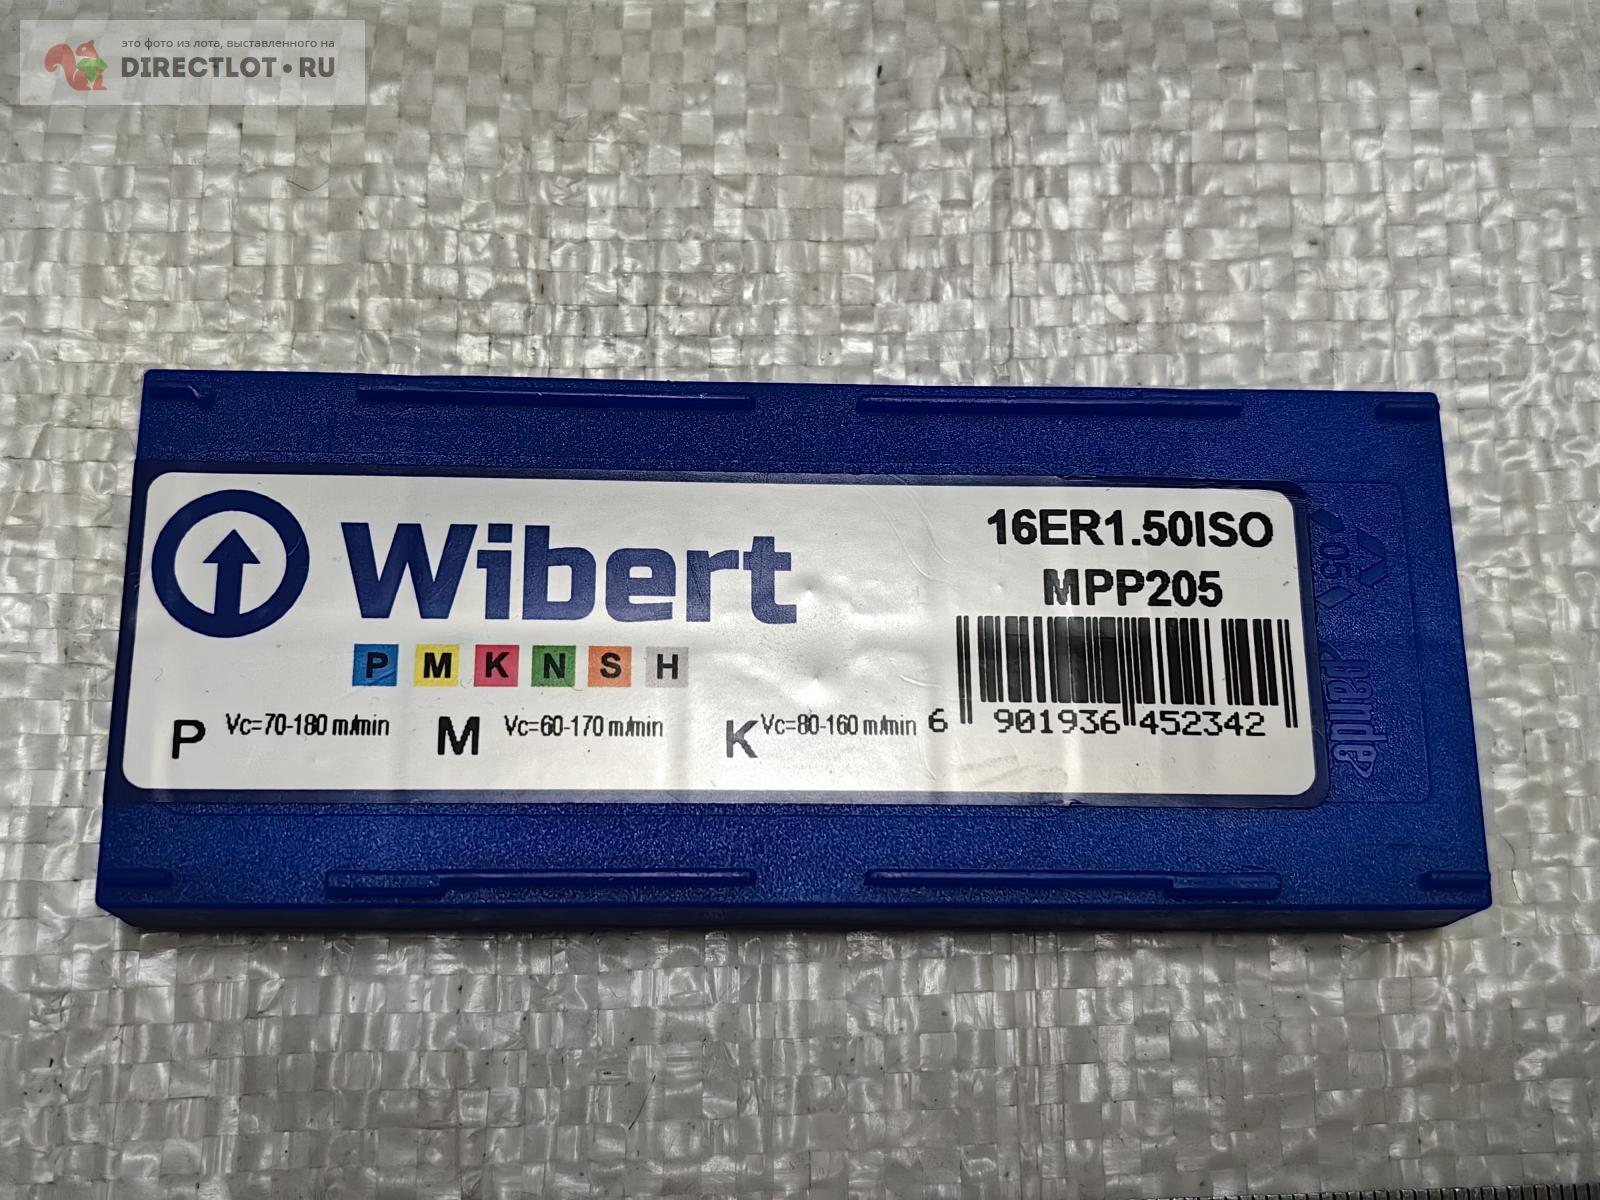 это фото из лота, выставленного на
DIRECTLOT•RU
Wibert
16ER1.50ISO
MPP205
P M K N S H
P Vc=70-180 m/min M Vc=60-170 m/min K Vc=80-160 m/min
6 901936 452342
05